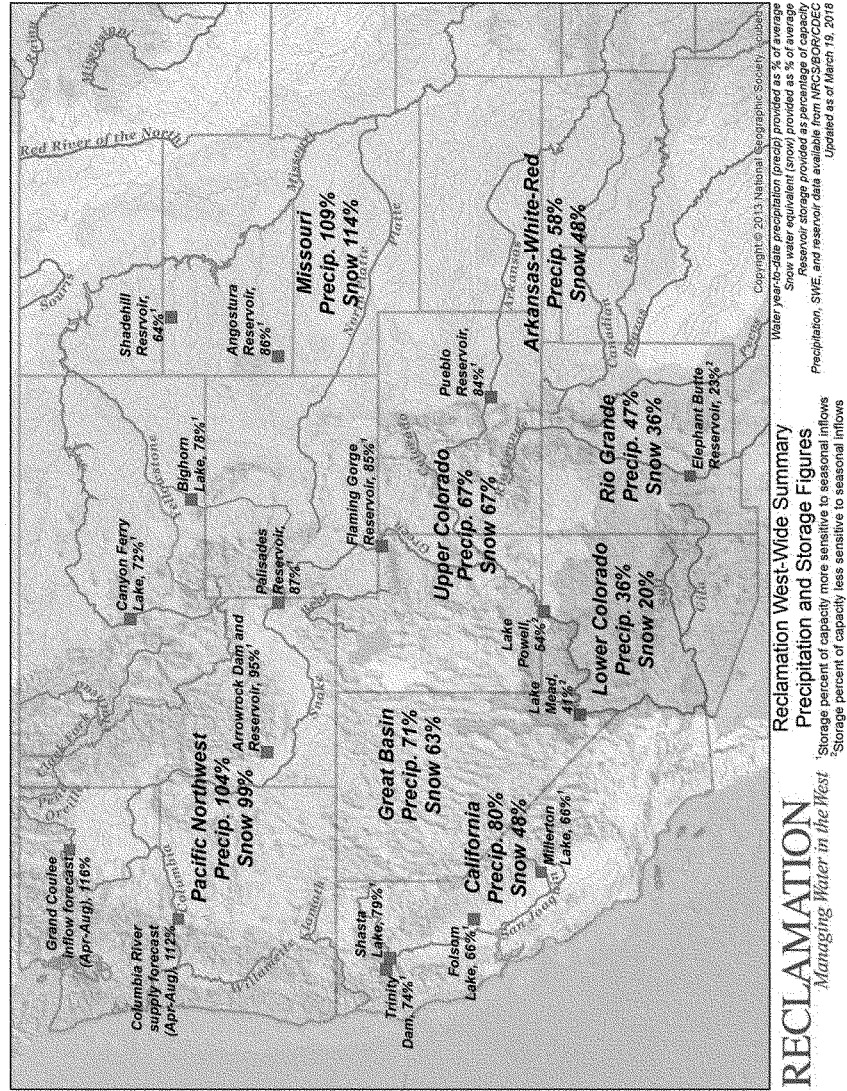 Grand Coulee
Inflow forecast
(Apr-Aug), 116%
Columbia River
supply forecast
(Apr-Aug), 112%
Pacific Northwest
Precip. 104%
Snow 99%
Arrowrock Dam and
Reservoir, 95%¹
Canyon Ferry
Lake, 72%¹
Bighorn
Lake, 78%¹
Palisades
Reservoir,
87%¹
Shadehill
Resrvoir,
64%¹
Angostura
Reservoir,
86%¹
Missouri
Precip. 109%
Snow 114%
Shasta
Lake, 79%¹
Trinity
Dam, 74%¹
Folsom
Lake, 66%¹
California
Precip. 80%
Snow 48%
Millerton
Lake, 66%¹
Great Basin
Precip. 71%
Snow 63%
Flaming Gorge
Reservoir, 85%¹
Upper Colorado
Precip. 67%
Snow 67%
Pueblo
Reservoir,
84%¹
Lake
Powell,
54%²
Lake
Mead,
41%²
Lower Colorado
Precip. 36%
Snow 20%
Rio Grande
Precip. 47%
Snow 36%
Elephant Butte
Reservoir, 23%²
Arkansas-White-Red
Precip. 58%
Snow 48%
Columbia
Willamette
Klamath
Snake
Clark Fork
Yellowstone
Souris
Red River of the North
Missouri
North Platte
Platte
Green
Colorado
Arkansas
Canadian
Red
Gila
San Joaquin
Copyright:© 2013 National Geographic Society, i-cubed
RECLAMATION
Managing Water in the West
Reclamation West-Wide Summary
Precipitation and Storage Figures
¹Storage percent of capacity more sensitive to seasonal inflows
²Storage percent of capacity less sensitive to seasonal inflows
Water year-to-date precipitation (precip) provided as % of average
Snow water equivalent (snow) provided as % of average
Reservoir storage provided as percentage of capacity
Precipitation, SWE, and reservoir data available from NRCS/BOR/CDEC
Updated as of March 19, 2018